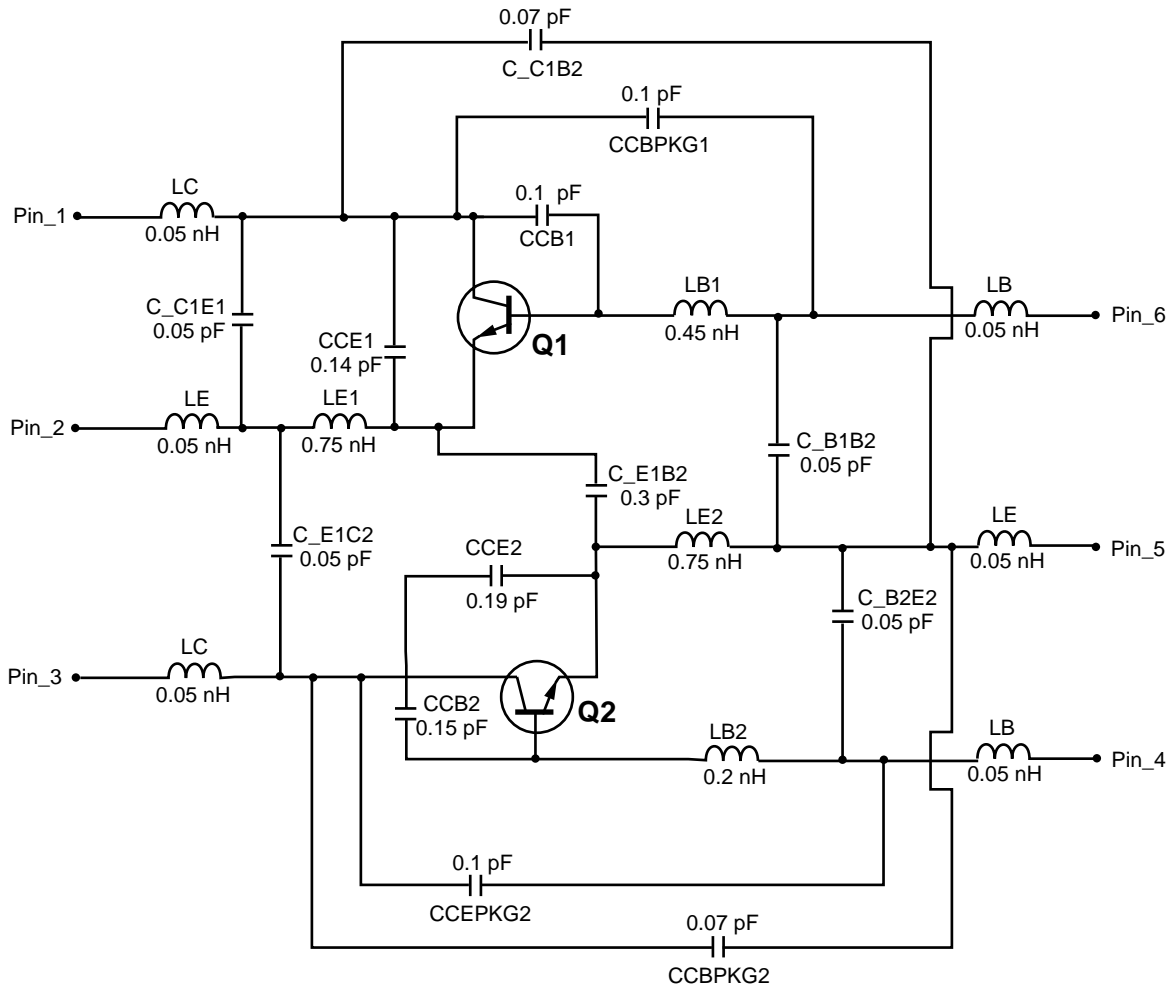 0.07 pF
C_C1B2
0.1 pF
CCBPKG1
LC
0.1 pF
Pin_1
0.05 nH
CCB1
LB1
LB
C_C1E1
0.05 pF
Q1
0.45 nH
0.05 nH
Pin_6
CCE1
0.14 pF
LE
LE1
Pin_2
0.05 nH
0.75 nH
C_B1B2
0.05 pF
C_E1B2
0.3 pF
LE2
LE
C_E1C2
0.05 pF
CCE2
0.75 nH
0.05 nH
Pin_5
0.19 pF
C_B2E2
0.05 pF
LC
Pin_3
0.05 nH
CCB2
0.15 pF
Q2
LB2
LB
0.2 nH
0.05 nH
Pin_4
0.1 pF
CCEPKG2
0.07 pF
CCBPKG2